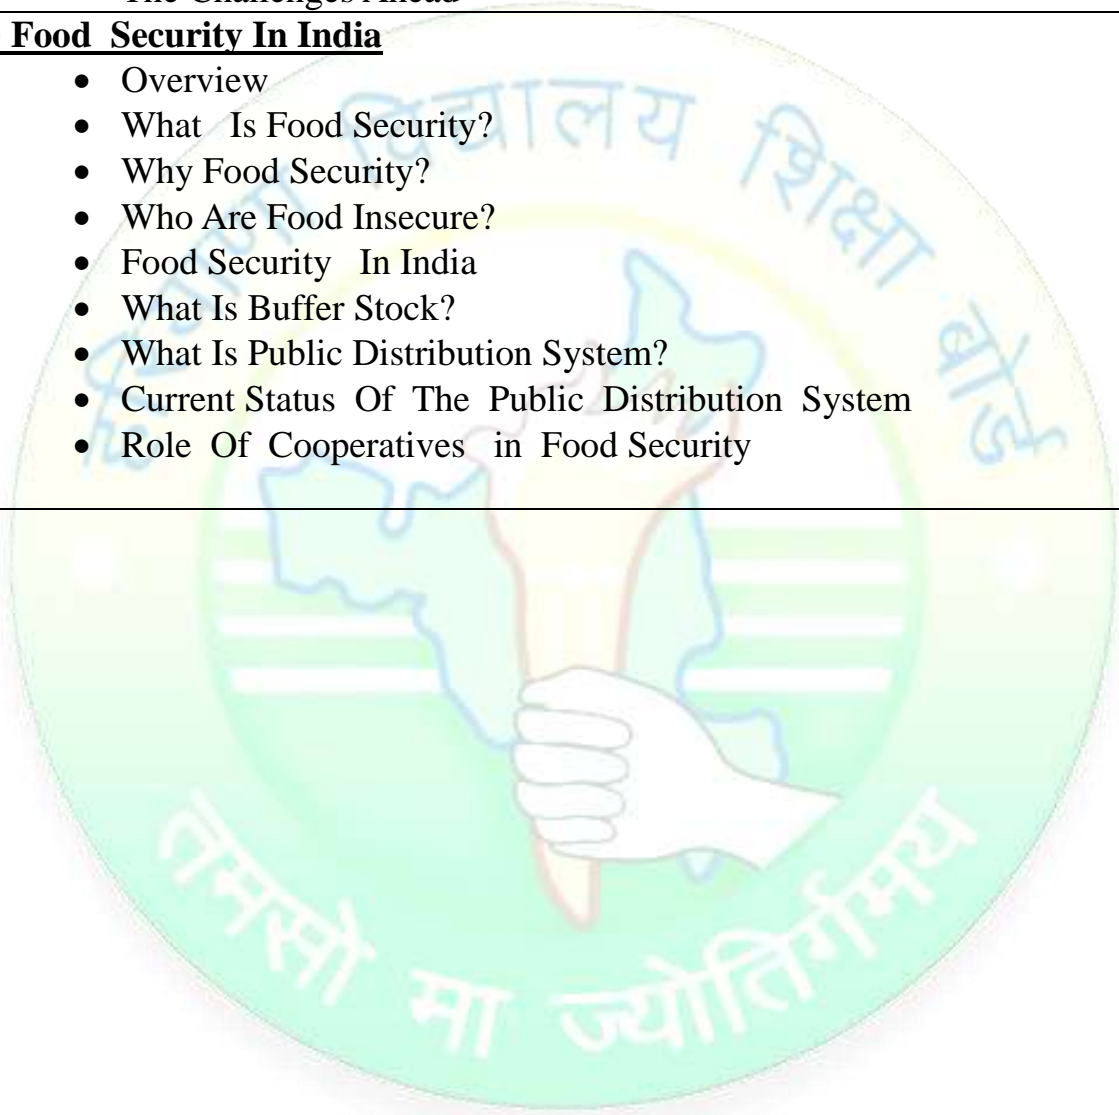 The Challenges Ahead
Food Security In India
• Overview
• What Is Food Security?
• Why Food Security?
• Who Are Food Insecure?
• Food Security In India
• What Is Buffer Stock?
• What Is Public Distribution System?
• Current Status Of The Public Distribution System
• Role Of Cooperatives in Food Security
हरियाणा विद्यालय शिक्षा बोर्ड
तमसो मा ज्योतिर्गमय